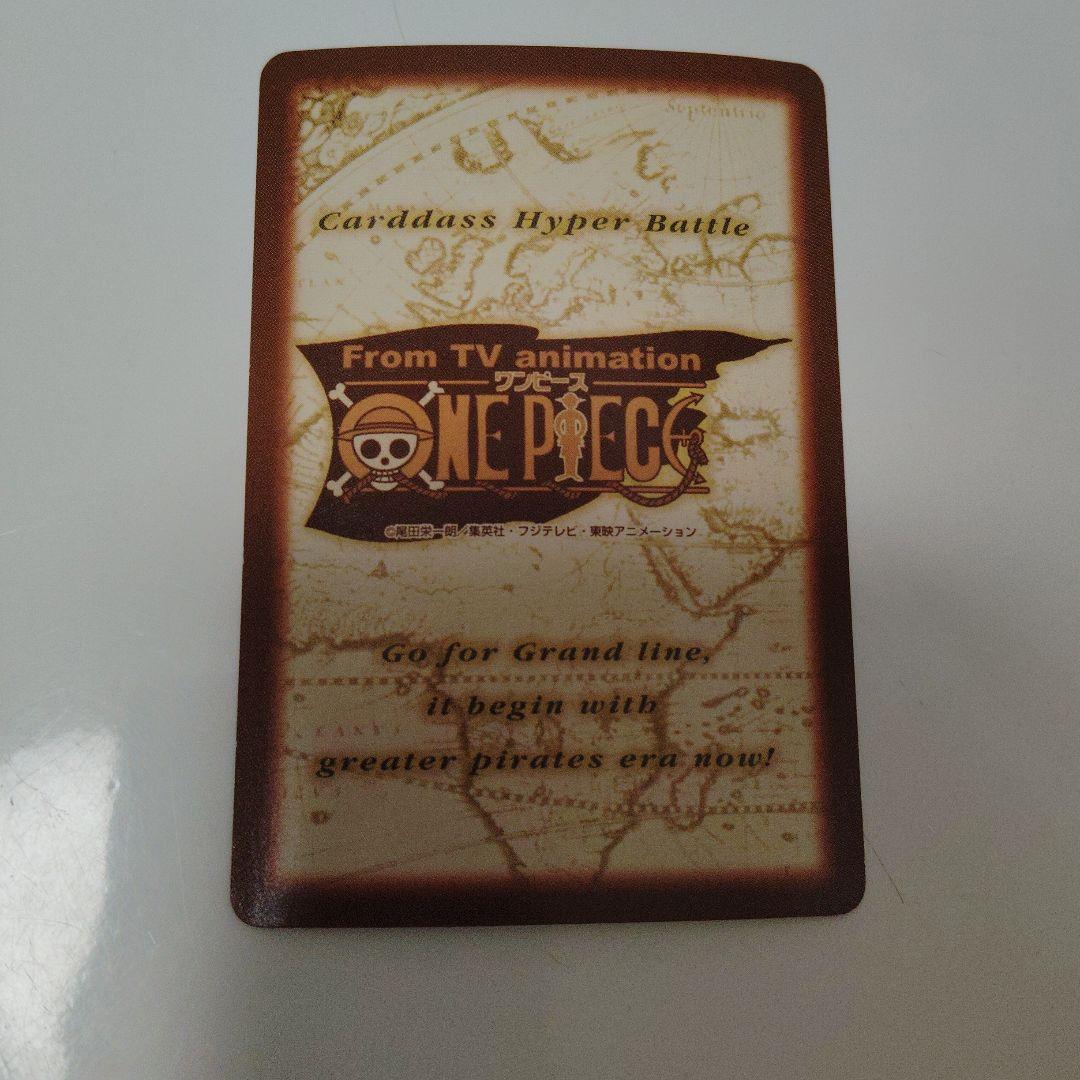 Septentrio
Carddass Hyper Battle
From TV animation
ワンピース
ONE PIECE
©尾田栄一朗/集英社・フジテレビ・東映アニメーション
Go for Grand line,
it begin with
greater pirates era now!